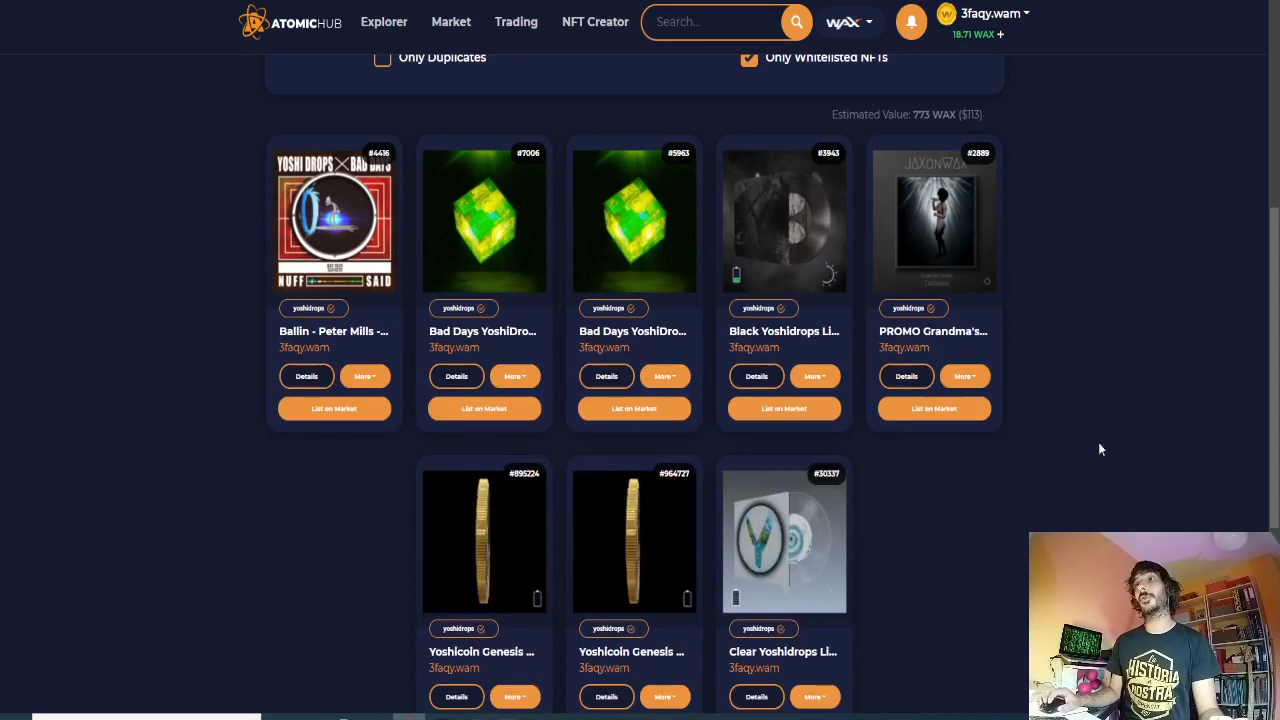 ATOMICHUB
Explorer
Market
Trading
NFT Creator
Search...
WAX
3faqy.wam
18.71 WAX +
Only Duplicates
Only Whitelisted NFTs
Estimated Value: 773 WAX ($113)
#4416
#7006
#5963
#3943
#2889
YOSHI DROPS X BAD DAYS
NUFF SAID
JAXONWAX
yoshidrops
yoshidrops
yoshidrops
yoshidrops
yoshidrops
Ballin - Peter Mills -...
Bad Days YoshiDro...
Bad Days YoshiDro...
Black Yoshidrops Li...
PROMO Grandma's...
3faqy.wam
3faqy.wam
3faqy.wam
3faqy.wam
3faqy.wam
Details
More
Details
More
Details
More
Details
More
Details
More
List on Market
List on Market
List on Market
List on Market
List on Market
#895224
#964727
#30337
Y
yoshidrops
yoshidrops
yoshidrops
Yoshicoin Genesis ...
Yoshicoin Genesis ...
Clear Yoshidrops Li...
3faqy.wam
3faqy.wam
3faqy.wam
Details
More
Details
More
Details
More
HISTORIA
NOSTRA